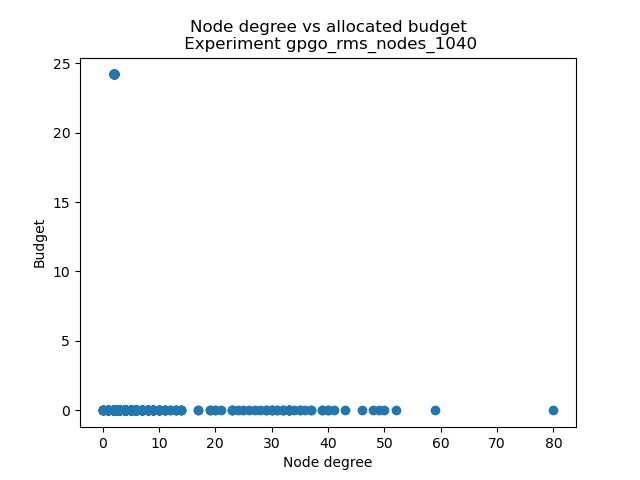 Node degree vs allocated budget
Experiment gpgo_rms_nodes_1040
25
20
15
10
5
0
Budget
0 10 20 30 40 50 60 70 80
Node degree